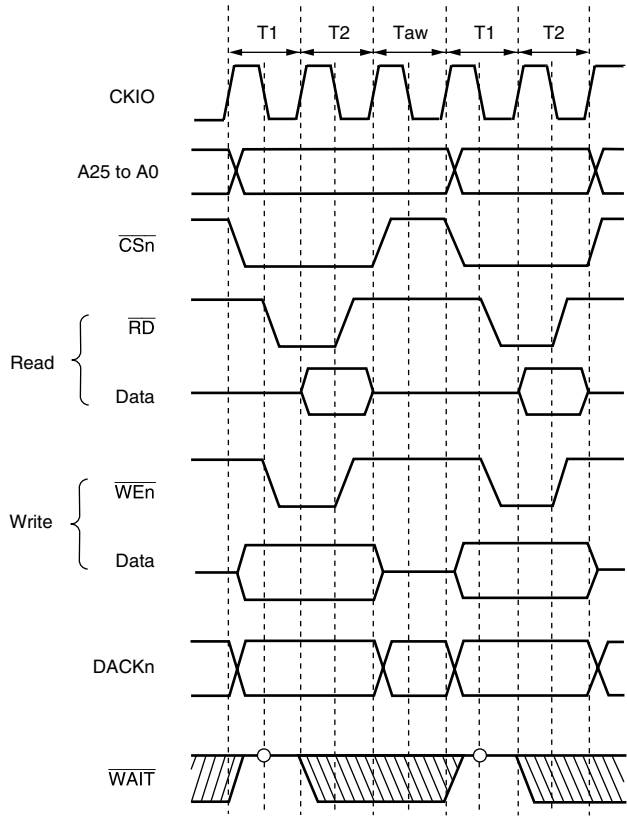 T1 T2 Taw T1 T2
CKIO
A25 to A0
CSn
RD
Read
Data
WEn
Write
Data
DACKn
WAIT